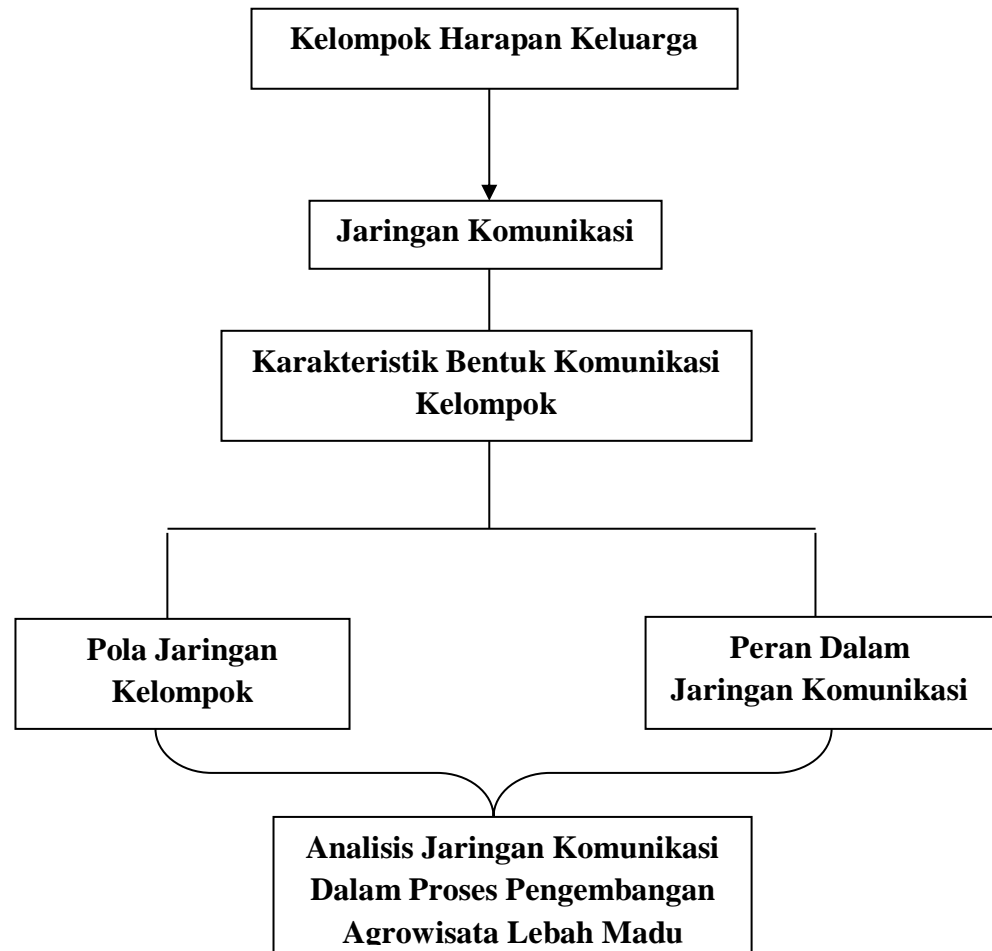 Kelompok Harapan Keluarga
Jaringan Komunikasi
Karakteristik Bentuk Komunikasi
Kelompok
Pola Jaringan
Kelompok
Peran Dalam
Jaringan Komunikasi
Analisis Jaringan Komunikasi
Dalam Proses Pengembangan
Agrowisata Lebah Madu